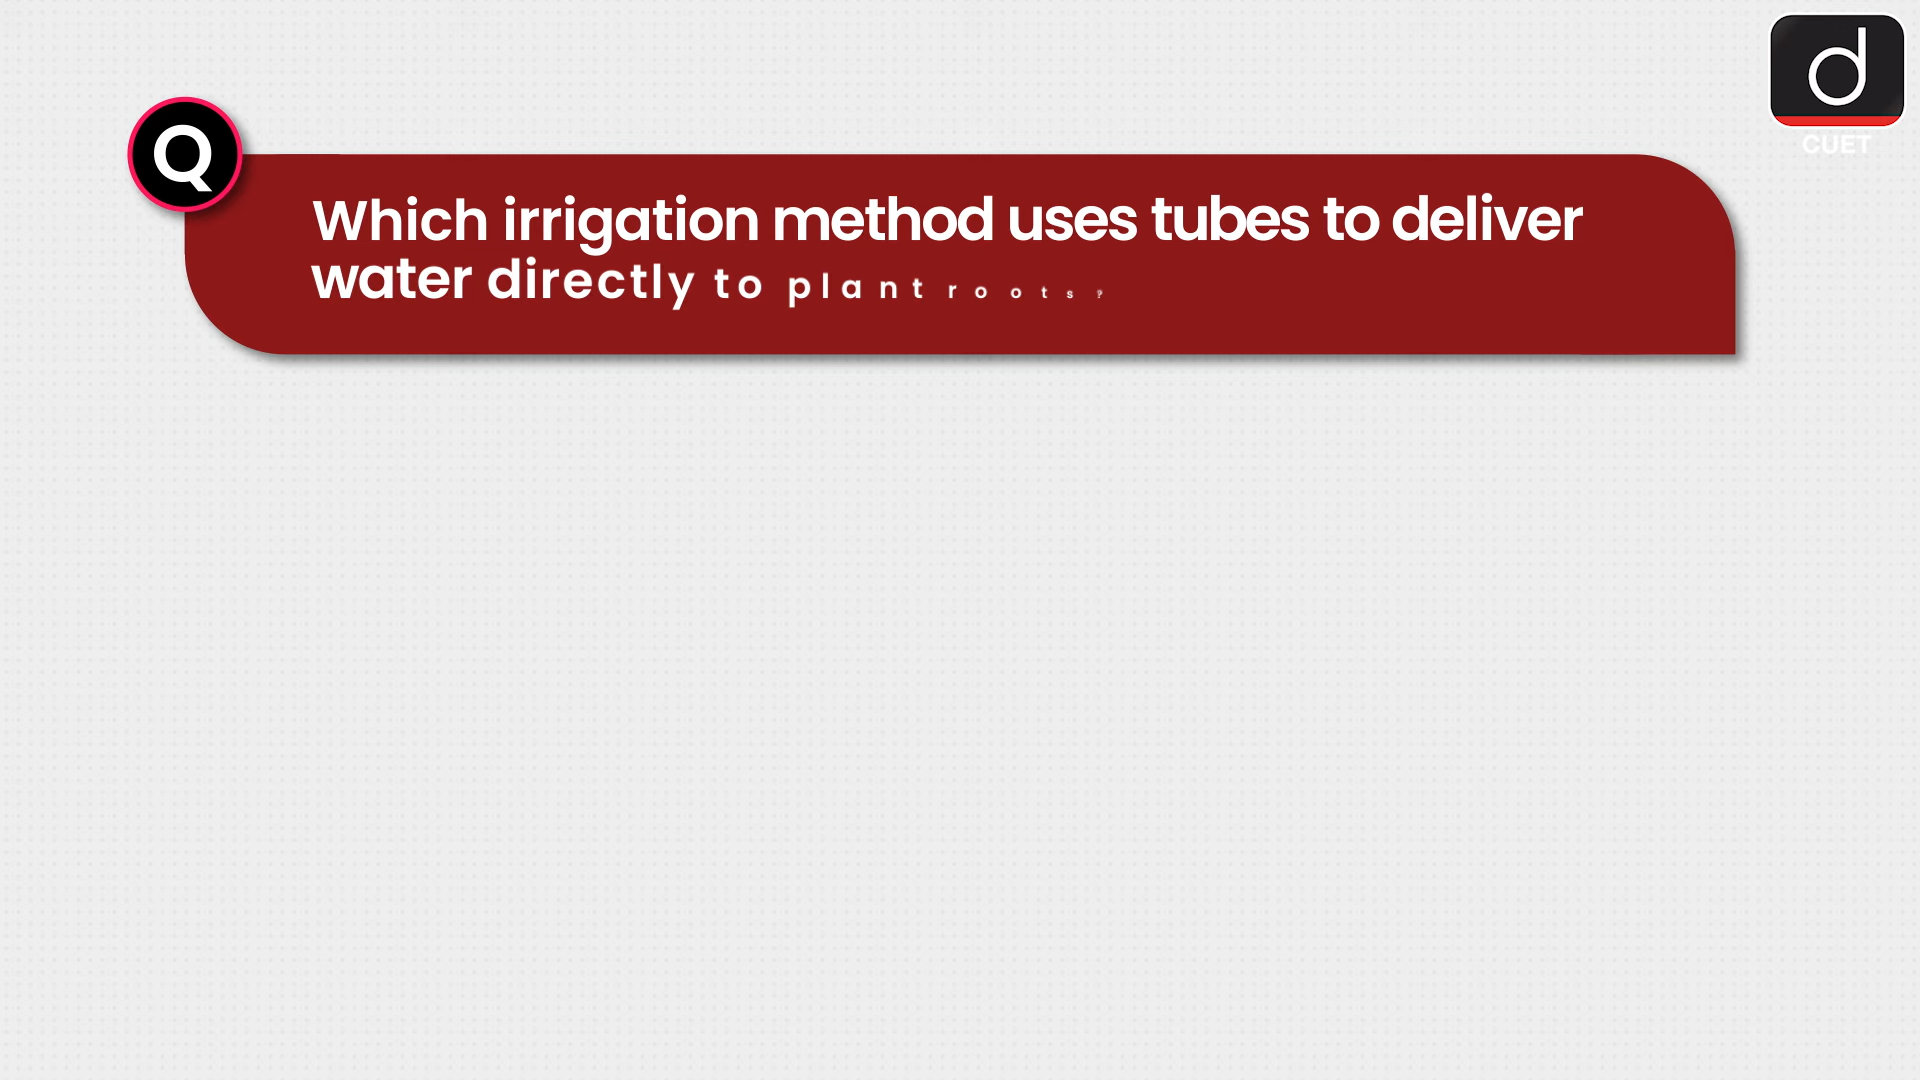 d
CUET
Q
Which irrigation method uses tubes to deliver
water directly to plant roots?